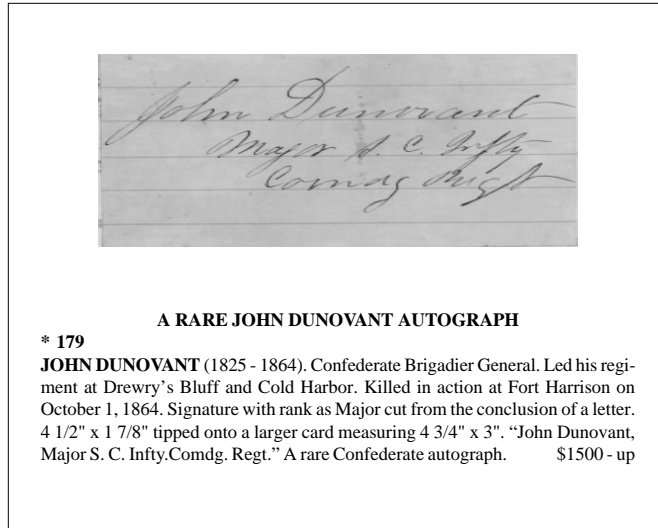 John Dunovant
Major S. C. Infty
Comdg Regt
A RARE JOHN DUNOVANT AUTOGRAPH
* 179
JOHN DUNOVANT (1825 - 1864). Confederate Brigadier General. Led his regi-
ment at Drewry's Bluff and Cold Harbor. Killed in action at Fort Harrison on
October 1, 1864. Signature with rank as Major cut from the conclusion of a letter.
4 1/2" x 1 7/8" tipped onto a larger card measuring 4 3/4" x 3". “John Dunovant,
Major S. C. Infty.Comdg. Regt.” A rare Confederate autograph. $1500 - up